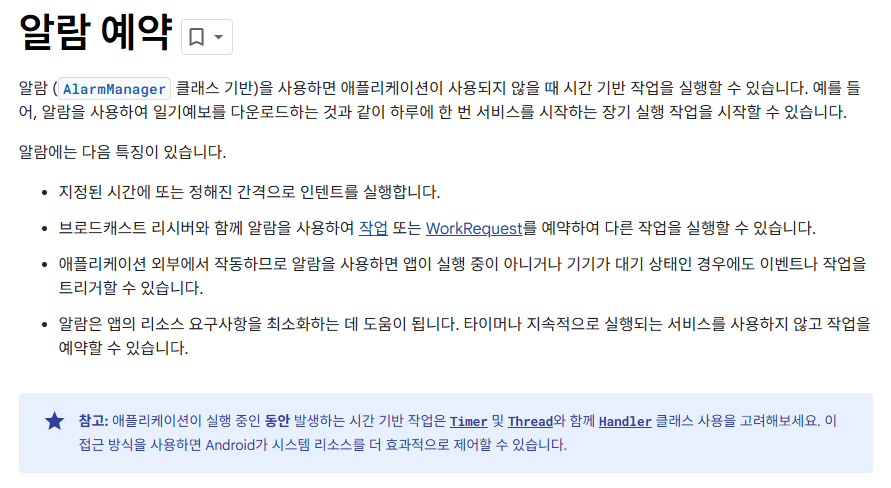 알람 예약
알람 (AlarmManager 클래스 기반)을 사용하면 애플리케이션이 사용되지 않을 때 시간 기반 작업을 실행할 수 있습니다. 예를 들
어, 알람을 사용하여 일기예보를 다운로드하는 것과 같이 하루에 한 번 서비스를 시작하는 장기 실행 작업을 시작할 수 있습니다.
알람에는 다음 특징이 있습니다.
• 지정된 시간에 또는 정해진 간격으로 인텐트를 실행합니다.
• 브로드캐스트 리시버와 함께 알람을 사용하여 작업 또는 WorkRequest를 예약하여 다른 작업을 실행할 수 있습니다.
• 애플리케이션 외부에서 작동하므로 알람을 사용하면 앱이 실행 중이 아니거나 기기가 대기 상태인 경우에도 이벤트나 작업을
트리거할 수 있습니다.
• 알람은 앱의 리소스 요구사항을 최소화하는 데 도움이 됩니다. 타이머나 지속적으로 실행되는 서비스를 사용하지 않고 작업을
예약할 수 있습니다.
참고: 애플리케이션이 실행 중인 동안 발생하는 시간 기반 작업은 Timer 및 Thread와 함께 Handler 클래스 사용을 고려해보세요. 이
접근 방식을 사용하면 Android가 시스템 리소스를 더 효과적으로 제어할 수 있습니다.